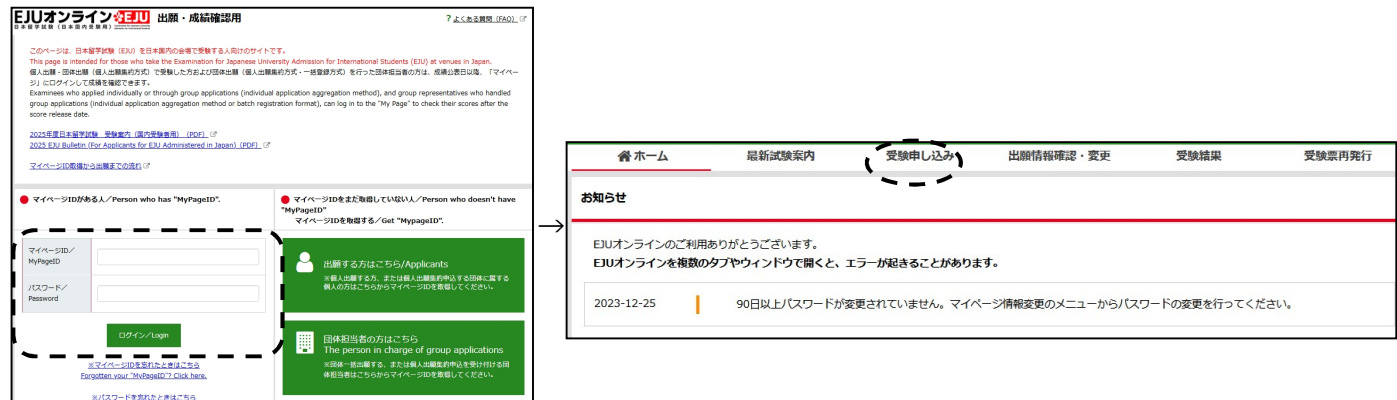 EJUオンライン EJU 出願・成績確認用
日本留学試験（日本国内受験用）
? よくある質問（FAQ）
このページは、日本留学試験（EJU）を日本国内の会場で受験する人向けのサイトです。
This page is intended for those who take the Examination for Japanese University Admission for International Students (EJU) at venues in Japan.
個人出願・団体出願（個人出願集約方式）で受験した方および団体出願（個人出願集約方式・一括登録方式）を行った団体担当者の方は、成績公表日以降、「マイペー
ジ」にログインして成績を確認できます。
Examinees who applied individually or through group applications (individual application aggregation method), and group representatives who handled
group applications (individual application aggregation method or batch registration format), can log in to the "My Page" to check their scores after the
score release date.
2025年度日本留学試験　受験案内（国内受験者用）（PDF）
2025 EJU Bulletin (For Applicants for EJU Administered in Japan) (PDF)
マイページID取得から出願までの流れ
マイページIDがある人／Person who has "MyPageID".
マイページID／
MyPageID
パスワード／
Password
ログイン／Login
※マイページIDを忘れたときはこちら
Forgotten your "MyPageID"? Click here.
※パスワードを忘れたときはこちら
マイページIDをまだ取得していない人／Person who doesn't have
"MyPageID"
マイページIDを取得する／Get "MypageID".
出願する方はこちら/Applicants
※個人出願する方、または個人出願集約申込する団体に属する
個人の方はこちらからマイページIDを取得してください。
団体担当者の方はこちら
The person in charge of group applications
※団体一括出願する、または個人出願集約申込を受け付ける団
体担当者はこちらからマイページIDを取得してください。
→
ホーム 最新試験案内 受験申し込み 出願情報確認・変更 受験結果 受験票再発行
お知らせ
EJUオンラインのご利用ありがとうございます。
EJUオンラインを複数のタブやウィンドウで開くと、エラーが起きることがあります。
2023-12-25 90日以上パスワードが変更されていません。マイページ情報変更のメニューからパスワードの変更を行ってください。